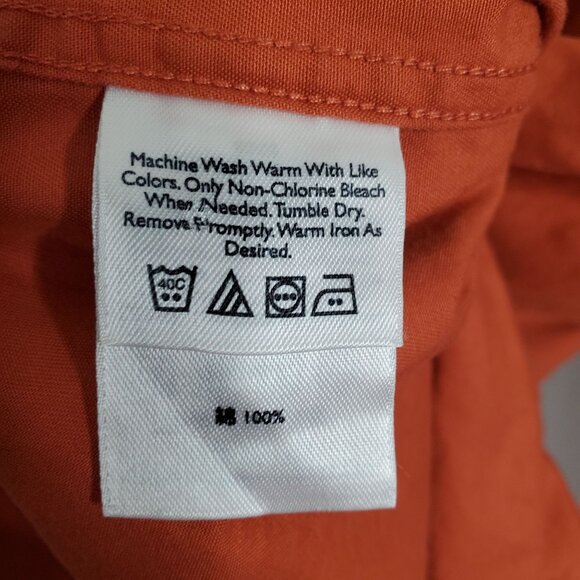 Machine Wash Warm With Like
Colors. Only Non-Chlorine Bleach
When Needed. Tumble Dry.
Remove Promptly. Warm Iron As
Desired.
40C
綿 100%